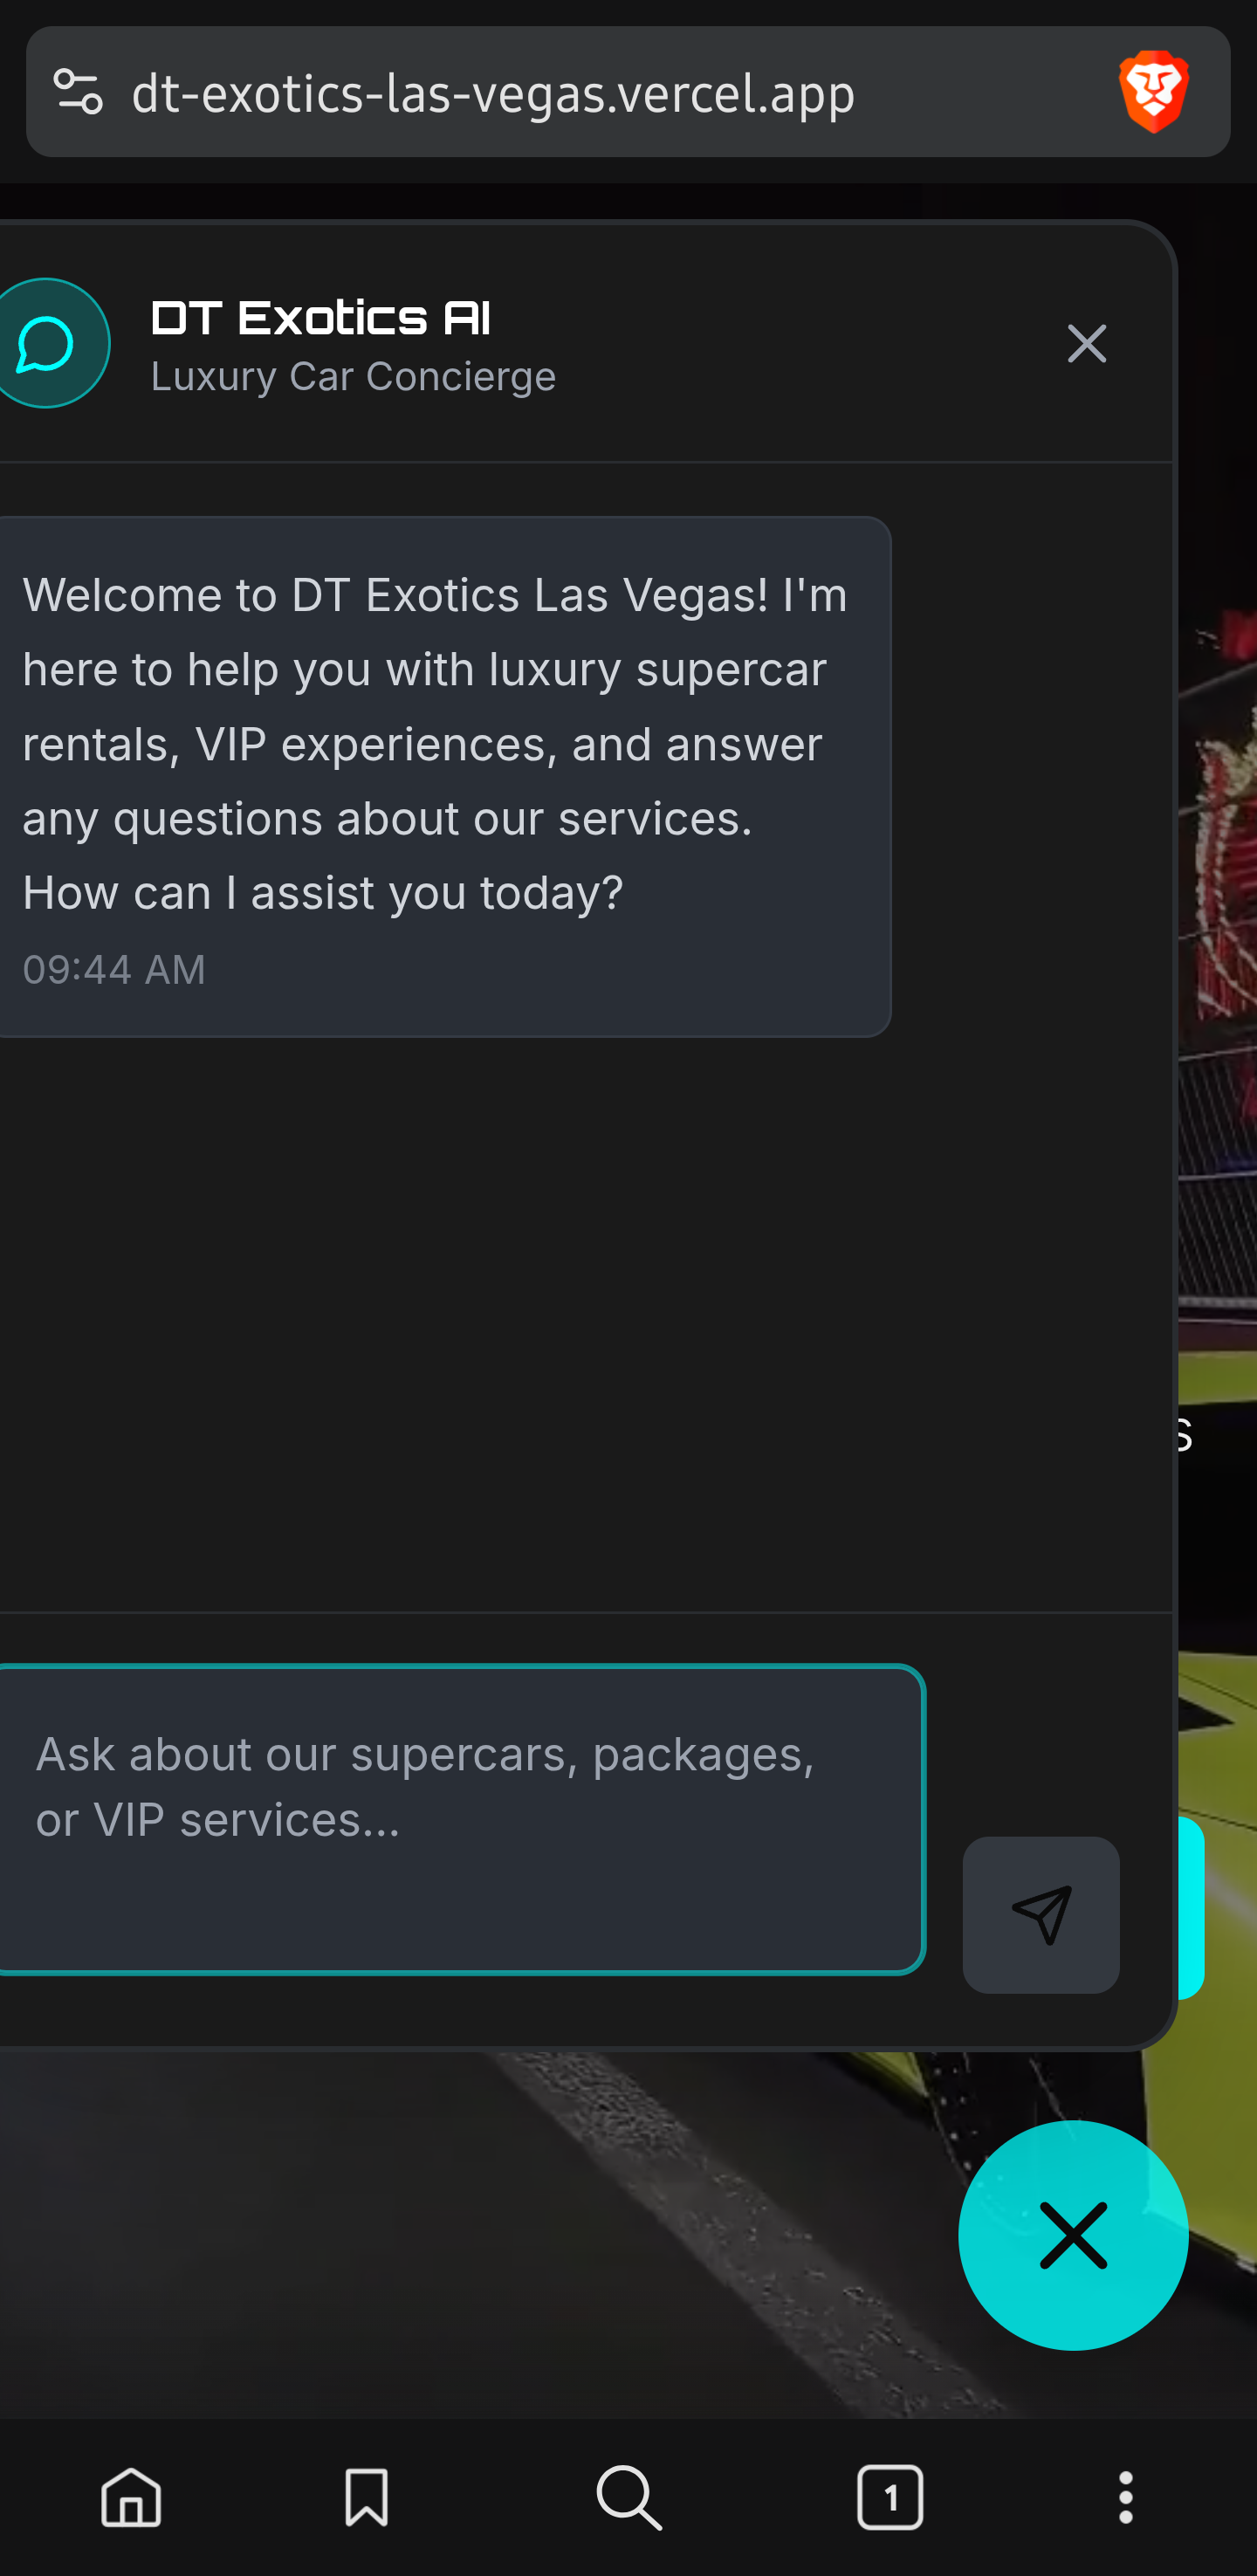 dt-exotics-las-vegas.vercel.app
DT Exotics AI
Luxury Car Concierge
Welcome to DT Exotics Las Vegas! I'm
here to help you with luxury supercar
rentals, VIP experiences, and answer
any questions about our services.
How can I assist you today?
09:44 AM
s
Ask about our supercars, packages,
or VIP services...
1